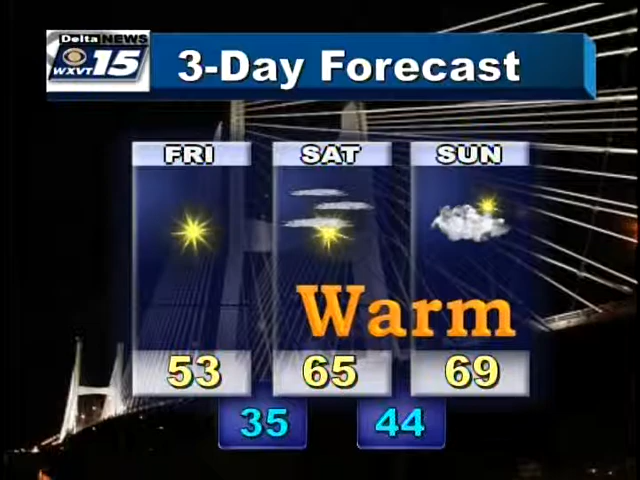 Delta NEWS
WXVT 15
3-Day Forecast
FRI SAT SUN
Warm
53 65 69
35 44